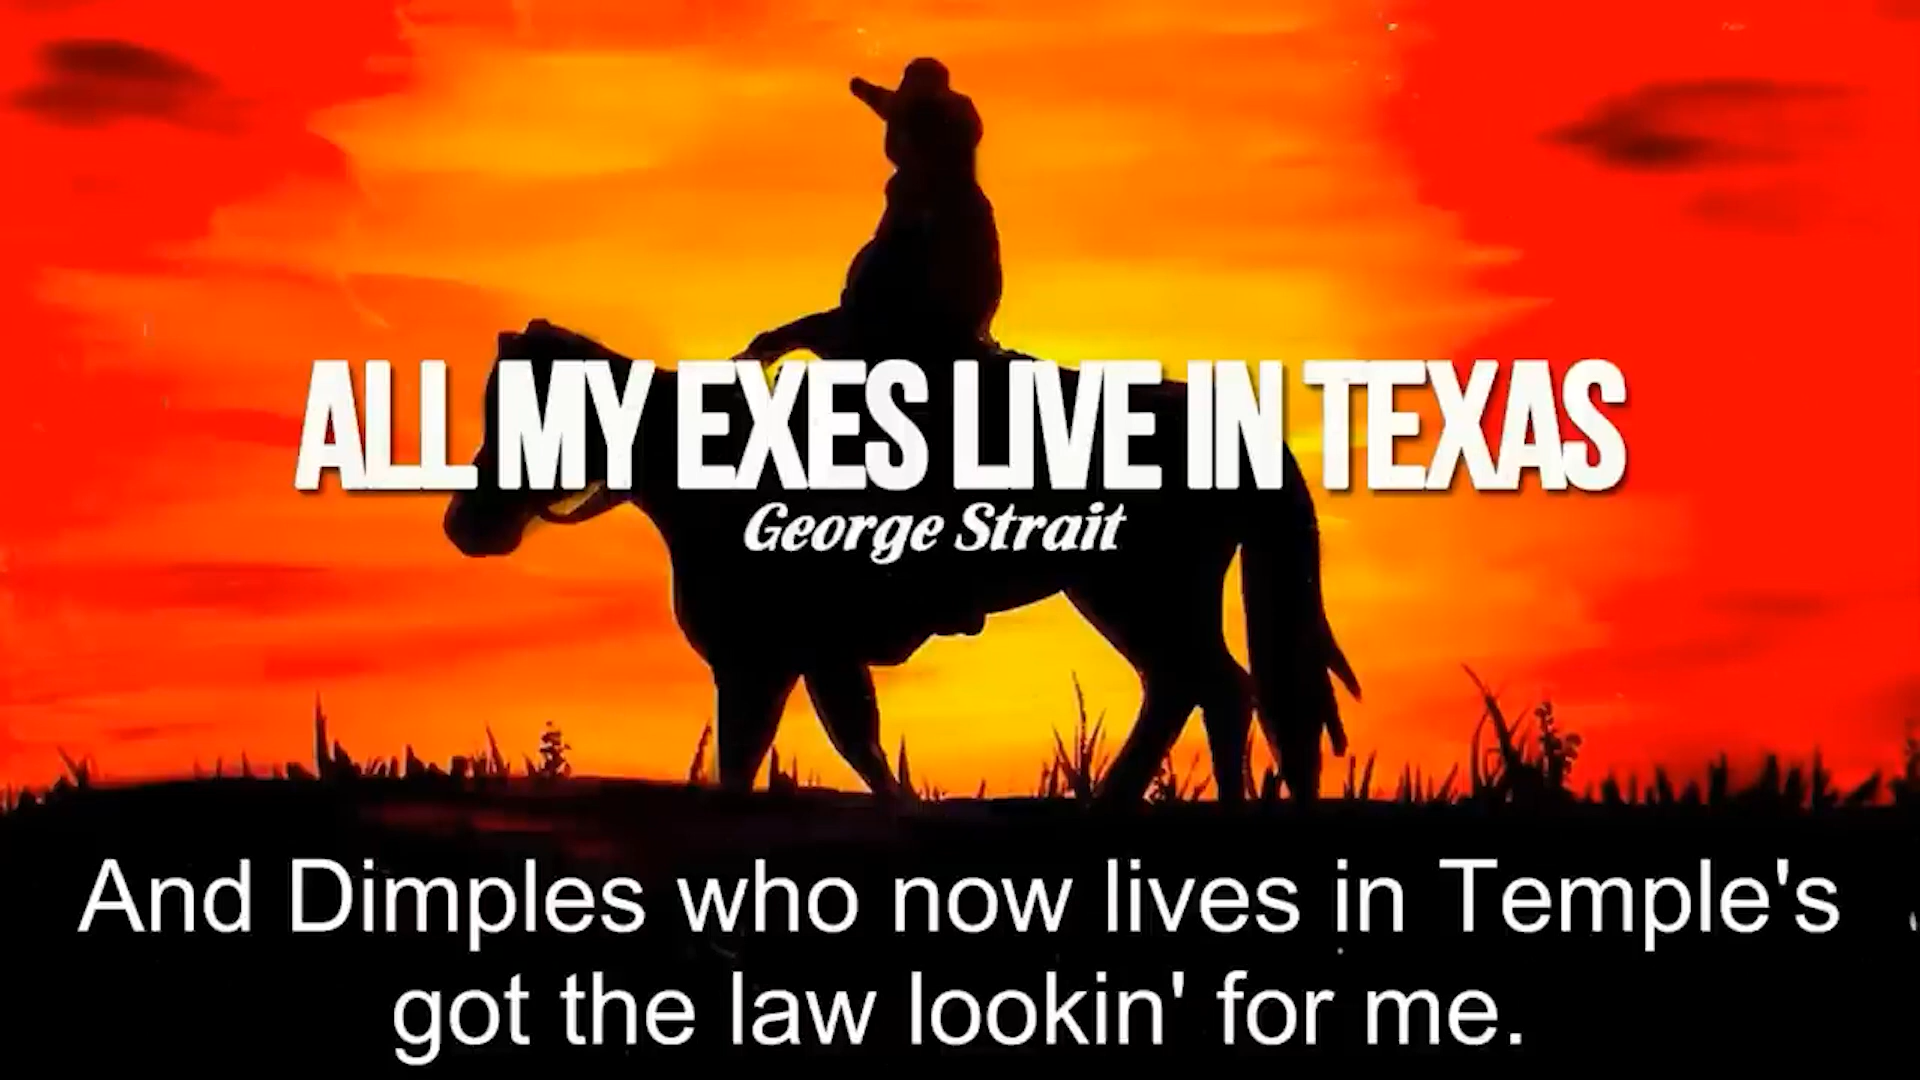 ALL MY EXES LIVE IN TEXAS
George Strait
And Dimples who now lives in Temple's
got the law lookin' for me.